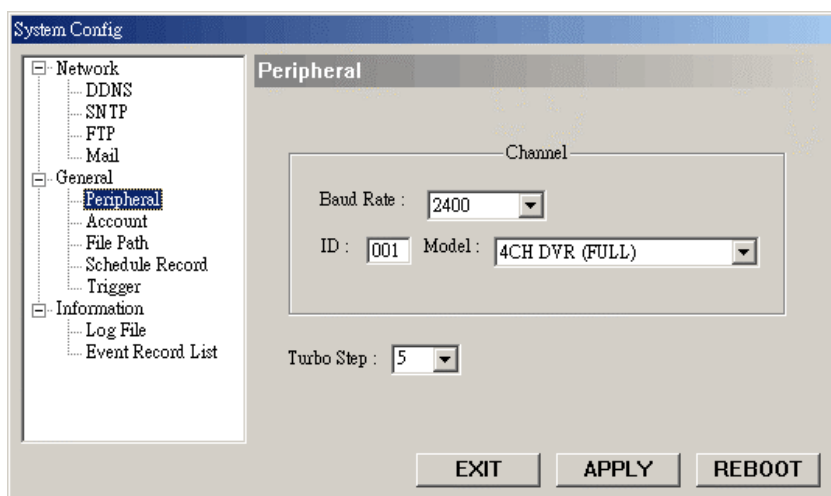 System Config
Network
DDNS
SNTP
FTP
Mail
General
Peripheral
Account
File Path
Schedule Record
Trigger
Information
Log File
Event Record List
Peripheral
Channel
Baud Rate : 2400
ID : 001 Model : 4CH DVR (FULL)
Turbo Step : 5
EXIT APPLY REBOOT